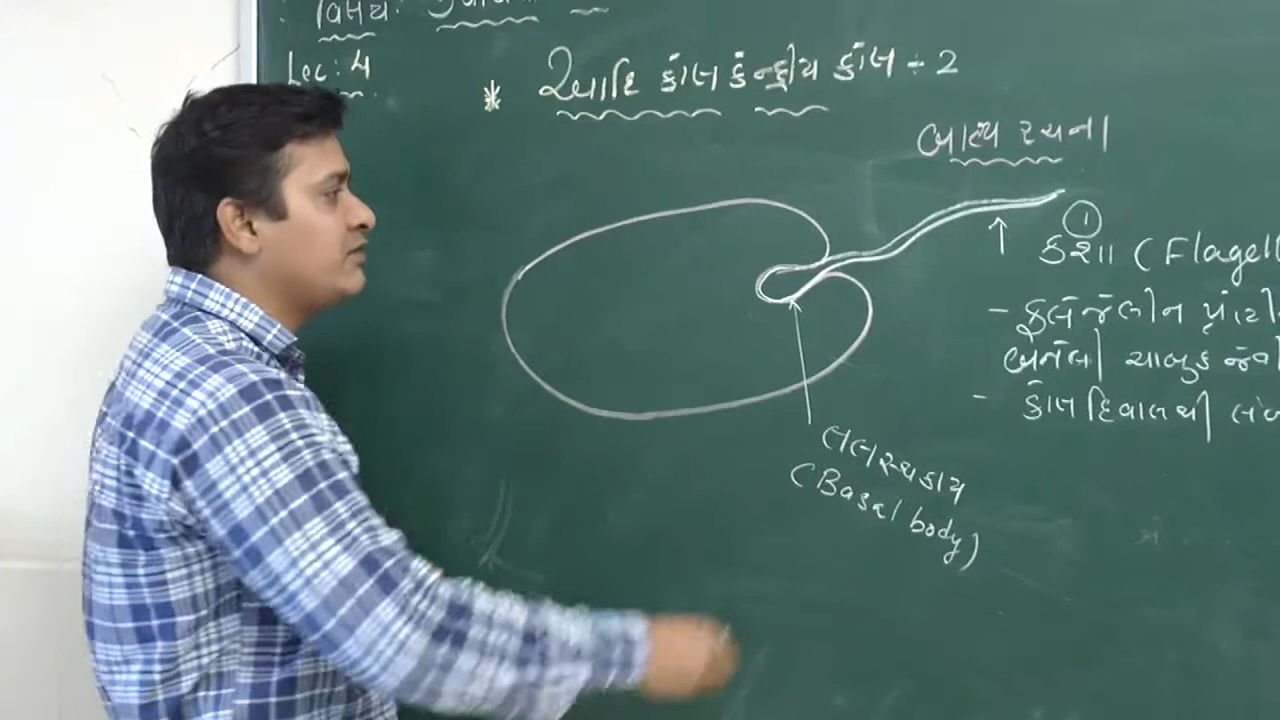 વિષય:
Lec: 4
* આદિ કોષ કેન્દ્રીય કોષ ÷ 2
બાહ્ય રચના
①
કશા (Flagell
- ફ્લેજેલીન પ્રોટી
બનેલી ચાબુક જેવી
- કોષ દિવાલથી લંબ
તલસ્થકાય
(Basal body)